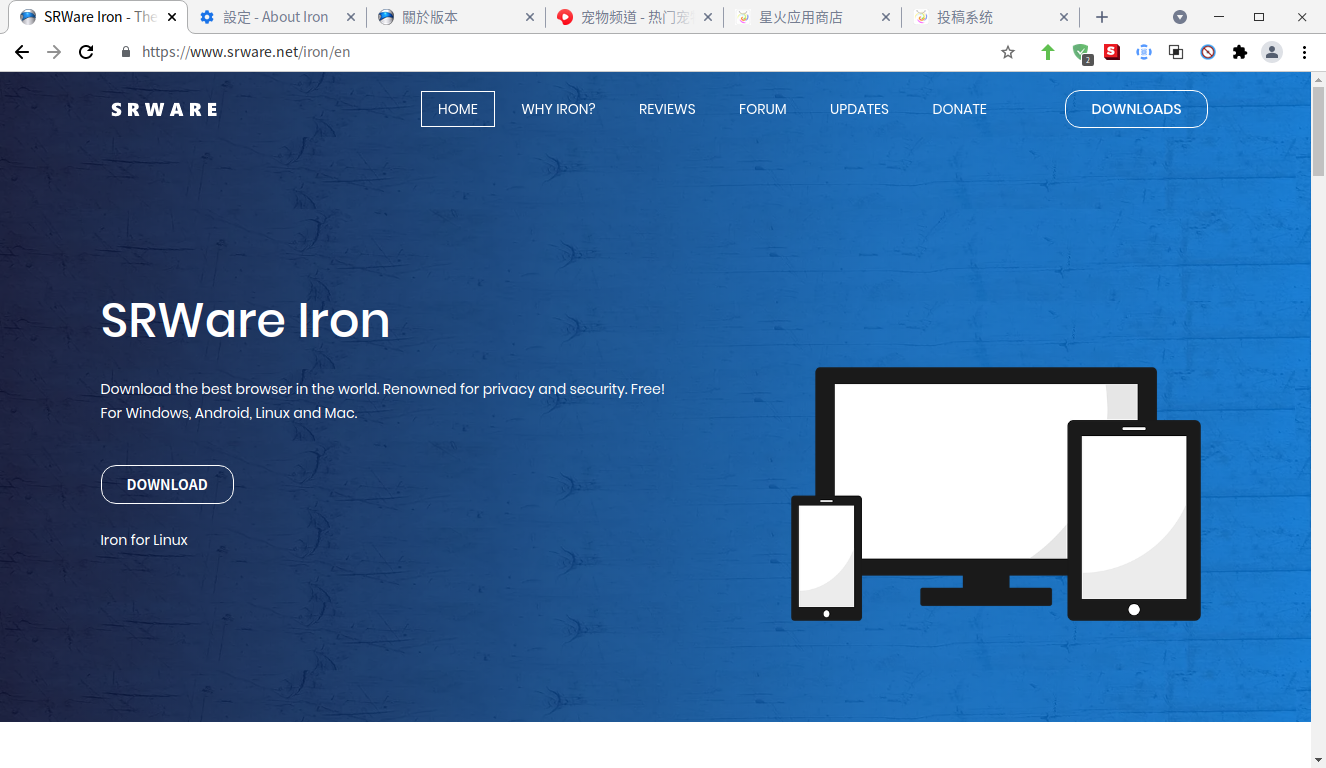 SRWare Iron - The
設定 - About Iron
關於版本
宠物频道 - 热门宠
星火应用商店
投稿系统
https://www.srware.net/iron/en
2
SRWARE
HOME
WHY IRON?
REVIEWS
FORUM
UPDATES
DONATE
DOWNLOADS
SRWare Iron
Download the best browser in the world. Renowned for privacy and security. Free!
For Windows, Android, Linux and Mac.
DOWNLOAD
Iron for Linux